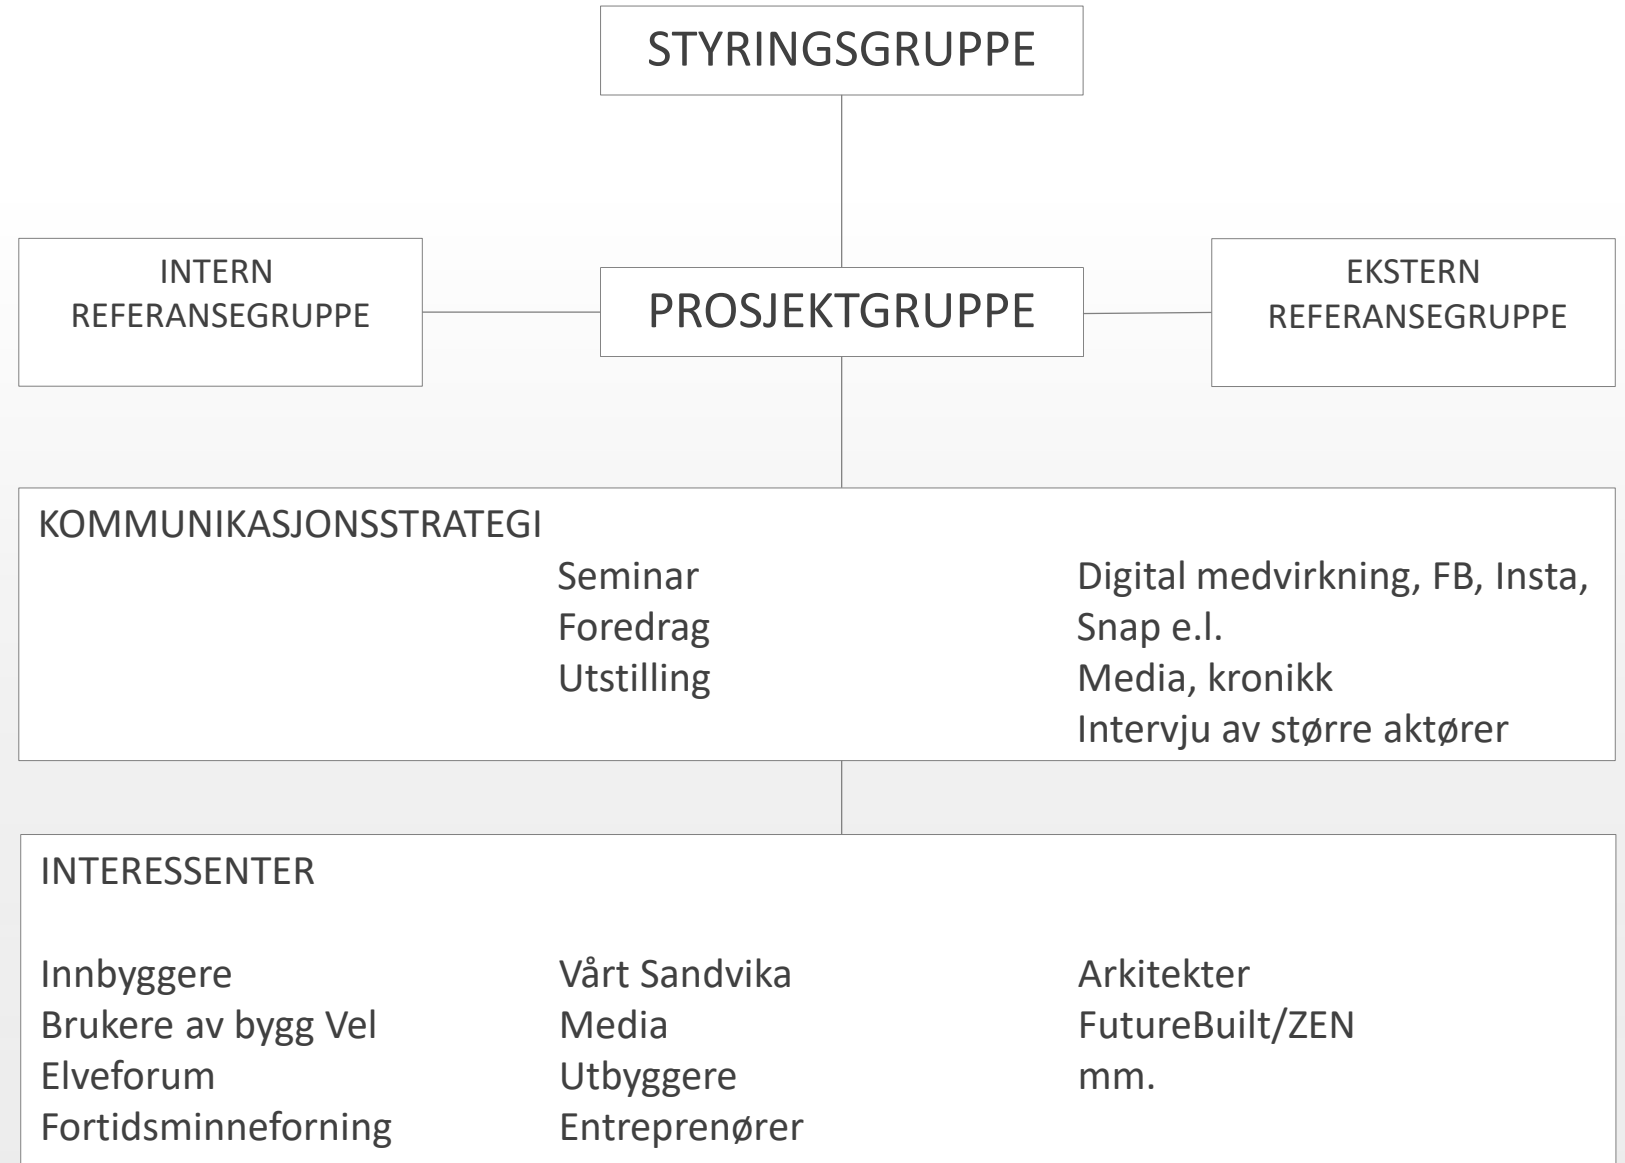 STYRINGSGRUPPE
INTERN
REFERANSEGRUPPE
PROSJEKTGRUPPE
EKSTERN
REFERANSEGRUPPE
KOMMUNIKASJONSSTRATEGI
Seminar
Foredrag
Utstilling
Digital medvirkning, FB, Insta,
Snap e.l.
Media, kronikk
Intervju av større aktører
INTERESSENTER
Innbyggere
Brukere av bygg Vel
Elveforum
Fortidsminneforning
Vårt Sandvika
Media
Utbyggere
Entreprenører
Arkitekter
FutureBuilt/ZEN
mm.